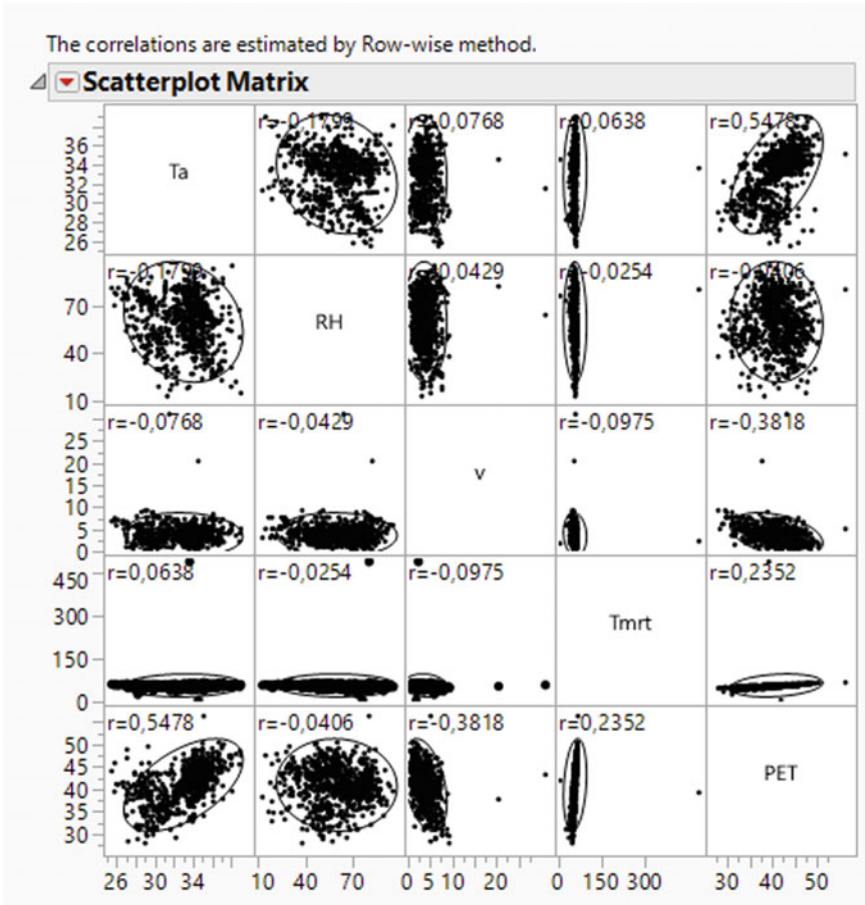 The correlations are estimated by Row-wise method.
Scatterplot Matrix
r=-0,1799 r=-0,0768 r=0,0638 r=0,5478
36
34
32
30
28
26
Ta
r=-0,1799 r=-0,0429 r=-0,0254 r=-0,0406
70
40
10
RH
r=-0,0768 r=-0,0429 r=-0,0975 r=-0,3818
25
20
15
10
5
0
v
r=0,0638 r=-0,0254 r=-0,0975 r=0,2352
450
300
150
0
Tmrt
r=0,5478 r=-0,0406 r=-0,3818 r=0,2352
50
45
40
35
30
PET
26 30 34 10 40 70 0 5 10 20 0 150 300 30 40 50